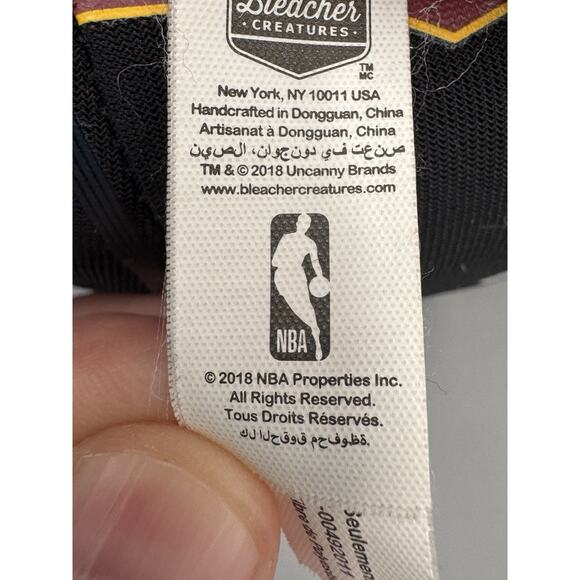 Bleacher
· CREATURES ·
TM
MC
New York, NY 10011 USA
Handcrafted in Dongguan, China
Artisanat à Dongguan, China
صنعت في دونجوان، الصين
TM & © 2018 Uncanny Brands
www.bleachercreatures.com
NBA
© 2018 NBA Properties Inc.
All Rights Reserved.
Tous Droits Réservés.
كل الحقوق محفوظة.